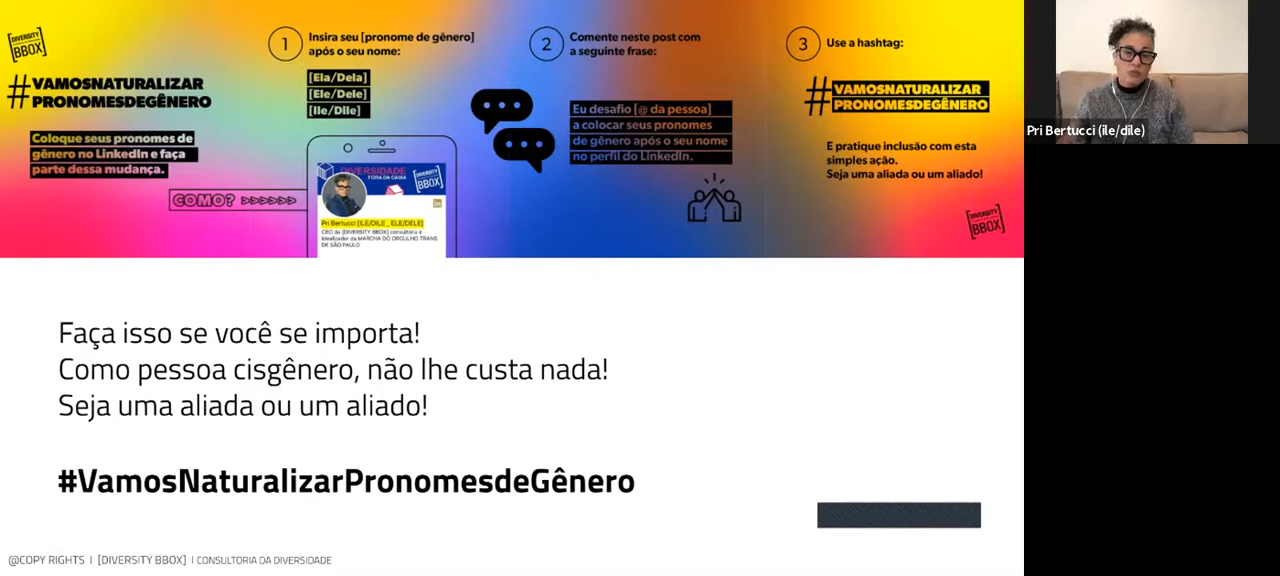 [DIVERSITY
BBOX]
#VAMOSNATURALIZAR
PRONOMESDEGÊNERO
Coloque seus pronomes de
gênero no LinkedIn e faça
parte dessa mudança.
COMO? >>>>>>
1
Insira seu [pronome de gênero]
após o seu nome:
[Ela/Dela]
[Ele/Dele]
[Ile/Dile]
DIVERSIDADE
FORA DA CAIXA
[DIVERSITY
BBOX]
in
Pri Bertucci [ILE/DILE _ ELE/DELE]
CEO da [DIVERSITY BBOX] consultoria e
Idealizador da MARCHA DO ORGULHO TRANS
DE SÃO PAULO
2
Comente neste post com
a seguinte frase:
Eu desafio [@ da pessoa]
a colocar seus pronomes
de gênero após o seu nome
no perfil do LinkedIn.
3
Use a hashtag:
#VAMOSNATURALIZAR
PRONOMESDEGÊNERO
E pratique inclusão com esta
simples ação.
Seja uma aliada ou um aliado!
[DIVERSITY
BBOX]
Pri Bertucci (ile/dile)
Faça isso se você se importa!
Como pessoa cisgênero, não lhe custa nada!
Seja uma aliada ou um aliado!
#VamosNaturalizarPronomesdeGênero
@COPY RIGHTS I [DIVERSITY BBOX] I CONSULTORIA DA DIVERSIDADE